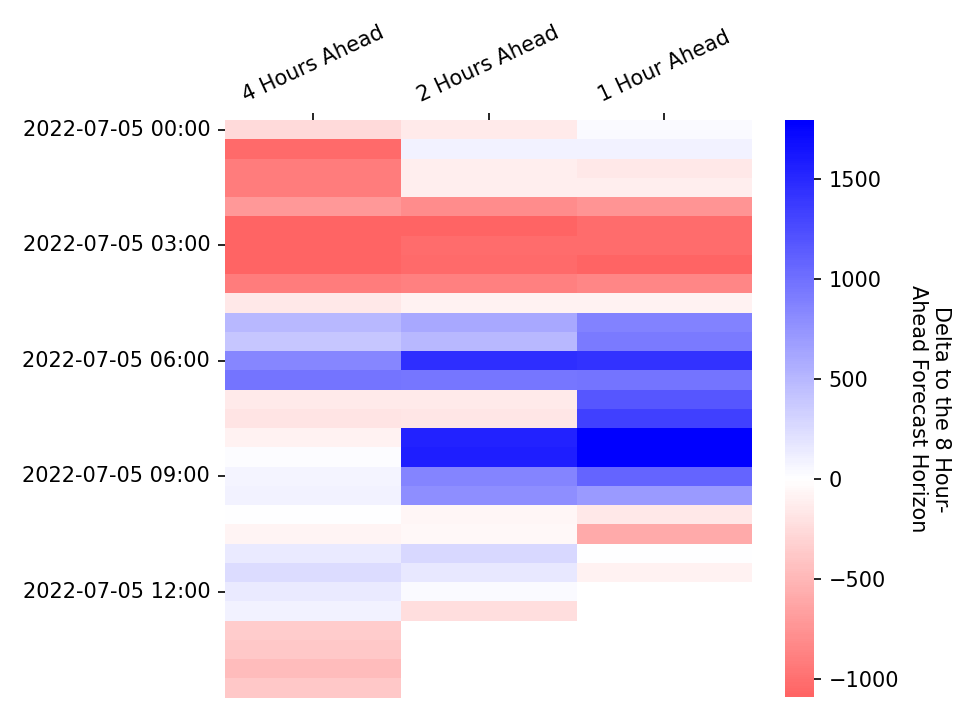 4 Hours Ahead
2 Hours Ahead
1 Hour Ahead
2022-07-05 00:00
2022-07-05 03:00
2022-07-05 06:00
2022-07-05 09:00
2022-07-05 12:00
1500
1000
500
0
−500
−1000
Delta to the 8 Hour-
Ahead Forecast Horizon